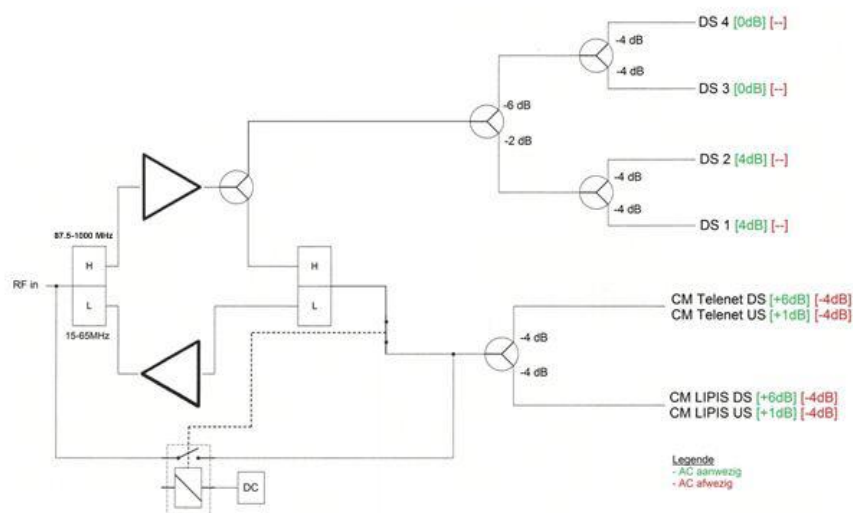 DS 4 [0dB] [--]
-4 dB
-4 dB
DS 3 [0dB] [--]
-6 dB
-2 dB
DS 2 [4dB] [--]
-4 dB
-4 dB
DS 1 [4dB] [--]
87.5-1000 MHz
H
H
RF in
L
L
15-65MHz
CM Telenet DS [+6dB] [-4dB]
CM Telenet US [+1dB] [-4dB]
-4 dB
-4 dB
CM LIPIS DS [+6dB] [-4dB]
CM LIPIS US [+1dB] [-4dB]
DC
Legende
- AC aanwezig
- AC afwezig